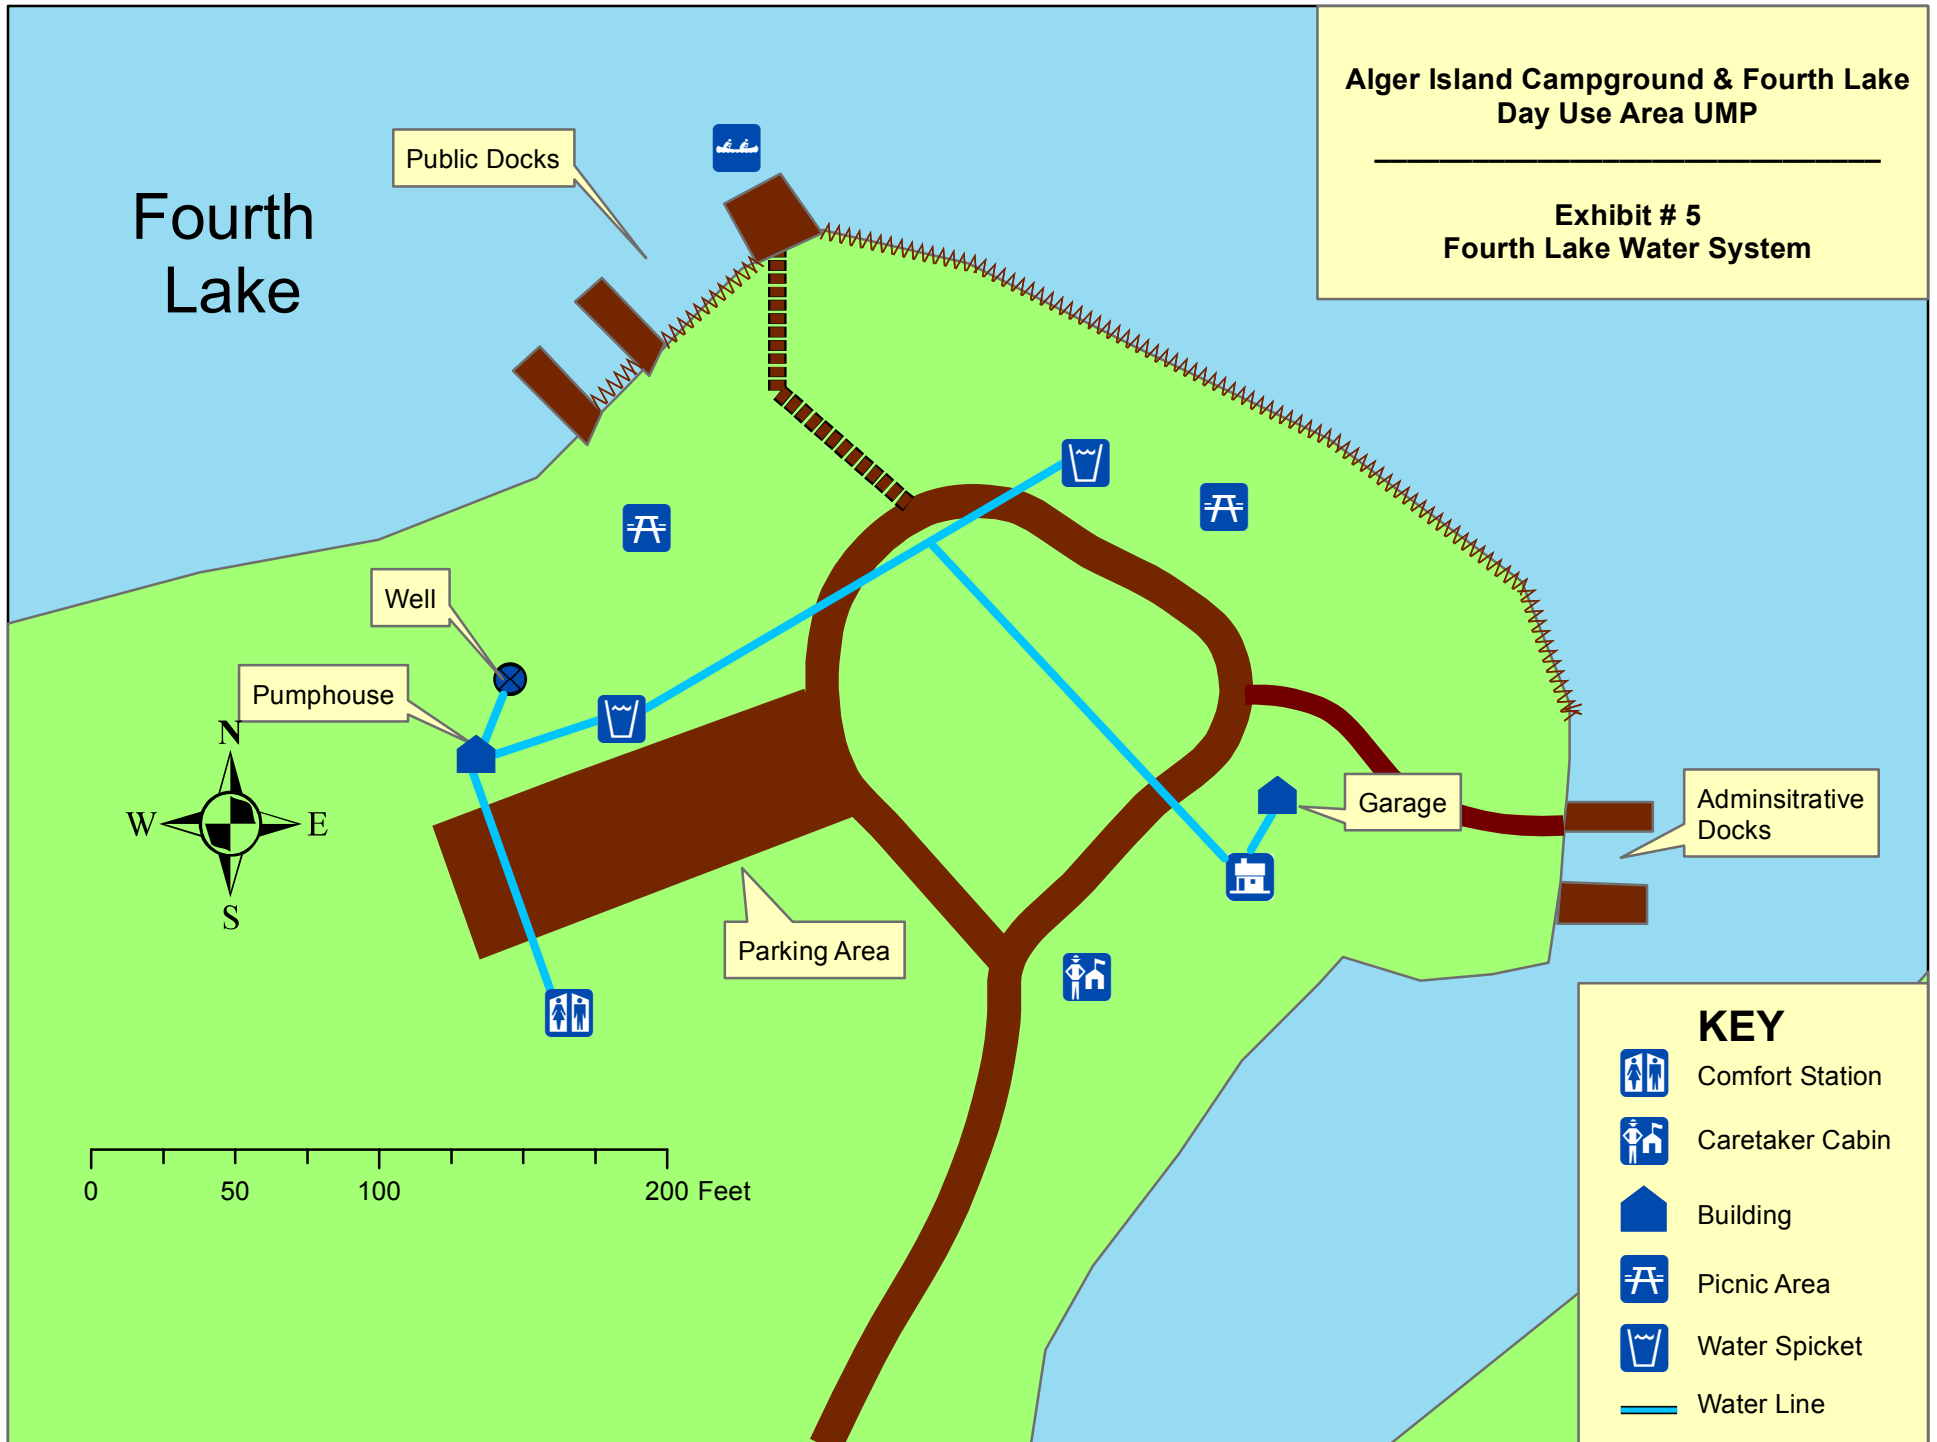 Alger Island Campground & Fourth Lake
Day Use Area UMP
Exhibit # 5
Fourth Lake Water System
Public Docks
Fourth
Lake
Well
Pumphouse
N
W
E
S
Garage
Adminsitrative
Docks
Parking Area
0
50
100
200 Feet
KEY
Comfort Station
Caretaker Cabin
Building
Picnic Area
Water Spicket
Water Line